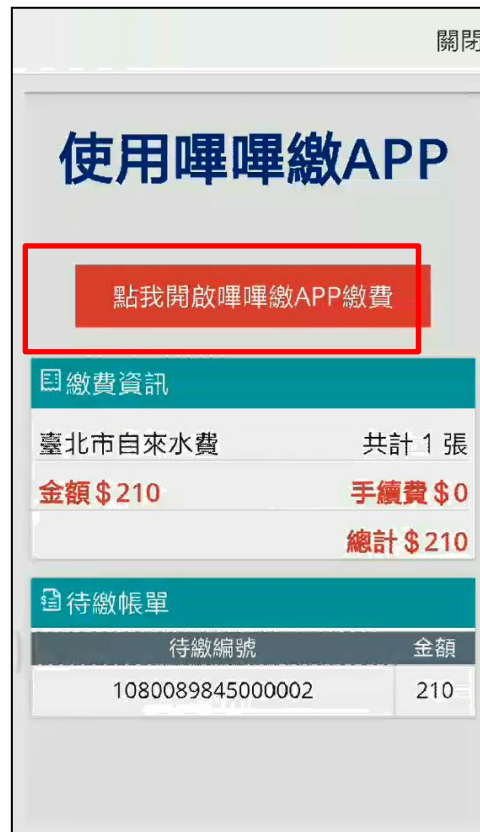 關閉
使用嗶嗶繳APP
點我開啟嗶嗶繳APP繳費
繳費資訊
臺北市自來水費 共計 1 張
金額$210 手續費$0
總計$210
待繳帳單
待繳編號 金額
1080089845000002 210